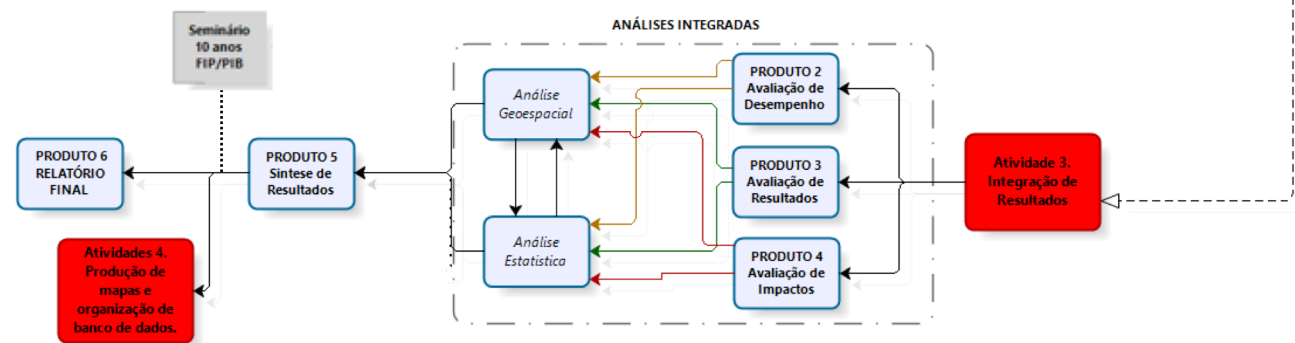 Seminário
10 anos
FIP/PIB
ANÁLISES INTEGRADAS
PRODUTO 6
RELATÓRIO
FINAL
PRODUTO 5
Sintese de
Resultados
Atividades 4.
Produção de
mapas e
organização de
banco de dados.
Análise
Geoespacial
Análise
Estatistica
PRODUTO 2
Avaliação de
Desempenho
PRODUTO 3
Avaliação de
Resultados
PRODUTO 4
Avaliação de
Impactos
Atividade 3.
Integração de
Resultados